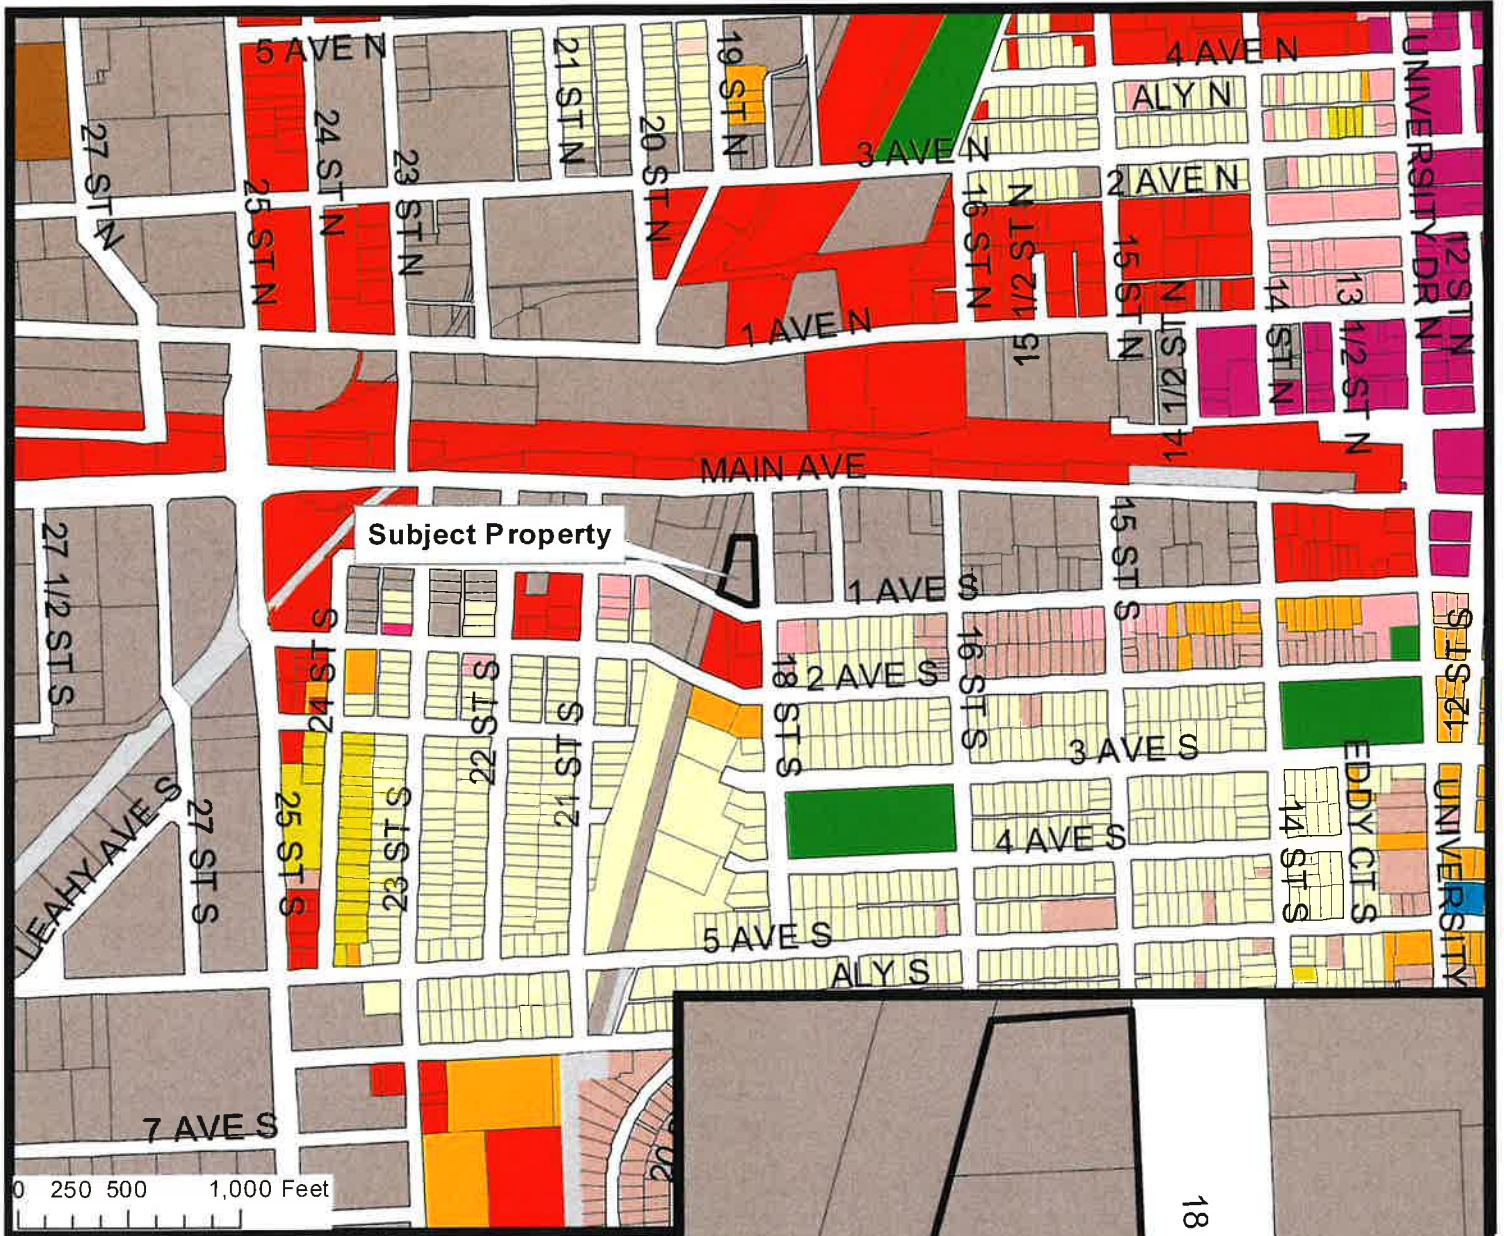 5 AVE N
4 AVE N
21 ST N
19 ST N
UNIVERSITY DR N
ALY N
27 ST N
24 ST N
23 ST N
20 ST N
3 AVE N
2 AVE N
25 ST N
16 ST N
15 1/2 ST N
15 ST N
12 ST N
14 ST N
13 1/2 ST N
14 1/2 ST N
1 AVE N
MAIN AVE
Subject Property
27 1/2 ST S
15 ST S
1 AVE S
24 ST S
22 ST S
21 ST S
18 ST S
2 AVE S
16 ST S
12 ST S
3 AVE S
EDDY CT S
LEAHY AVE S
27 ST S
25 ST S
23 ST S
4 AVE S
14 ST S
UNIVERSITY
5 AVE S
ALY S
7 AVE S
20
18
0 250 500 1,000 Feet